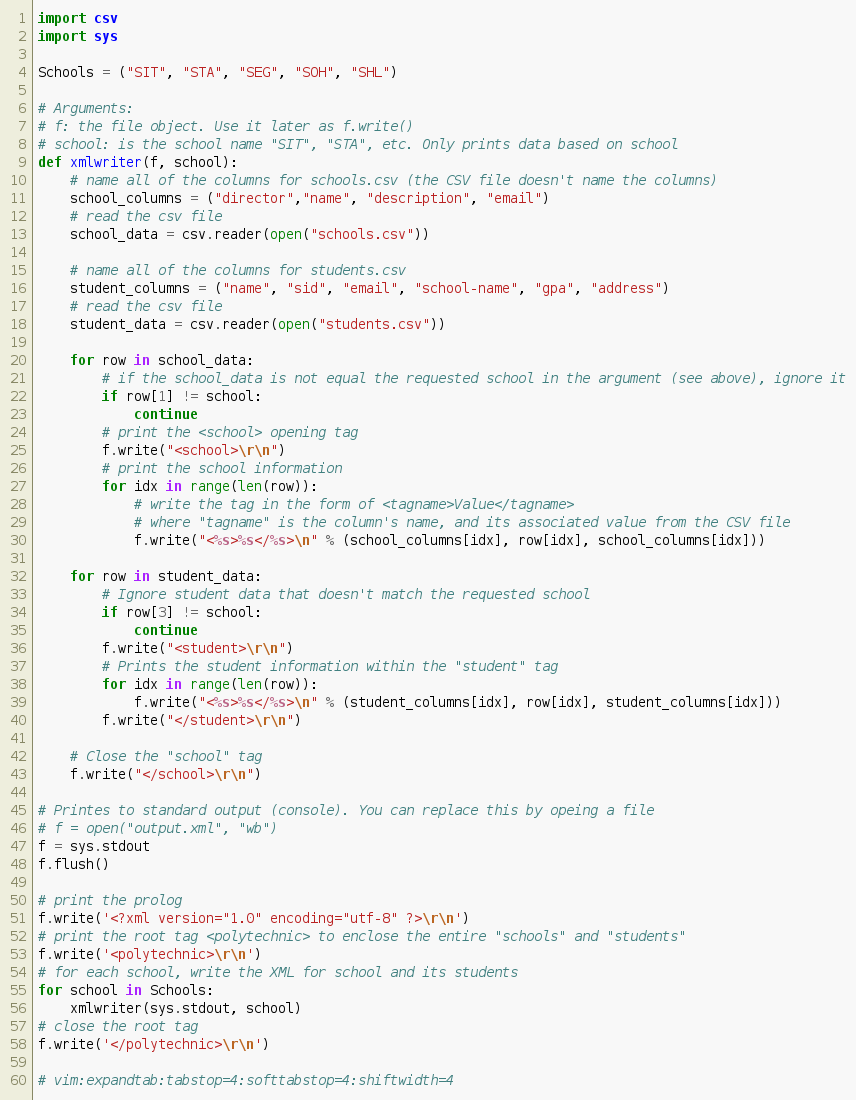 1 import csv
2 import sys
3
4 Schools = ("SIT", "STA", "SEG", "SOH", "SHL")
5
6 # Arguments:
7 # f: the file object. Use it later as f.write()
8 # school: is the school name "SIT", "STA", etc. Only prints data based on school
9 def xmlwriter(f, school):
10     # name all of the columns for schools.csv (the CSV file doesn't name the columns)
11     school_columns = ("director","name", "description", "email")
12     # read the csv file
13     school_data = csv.reader(open("schools.csv"))
14
15     # name all of the columns for students.csv
16     student_columns = ("name", "sid", "email", "school-name", "gpa", "address")
17     # read the csv file
18     student_data = csv.reader(open("students.csv"))
19
20     for row in school_data:
21         # if the school_data is not equal the requested school in the argument (see above), ignore it
22         if row[1] != school:
23             continue
24         # print the <school> opening tag
25         f.write("<school>\r\n")
26         # print the school information
27         for idx in range(len(row)):
28             # write the tag in the form of <tagname>Value</tagname>
29             # where "tagname" is the column's name, and its associated value from the CSV file
30             f.write("<%s>%s</%s>\n" % (school_columns[idx], row[idx], school_columns[idx]))
31
32     for row in student_data:
33         # Ignore student data that doesn't match the requested school
34         if row[3] != school:
35             continue
36         f.write("<student>\r\n")
37         # Prints the student information within the "student" tag
38         for idx in range(len(row)):
39             f.write("<%s>%s</%s>\n" % (student_columns[idx], row[idx], student_columns[idx]))
40         f.write("</student>\r\n")
41
42     # Close the "school" tag
43     f.write("</school>\r\n")
44
45 # Printes to standard output (console). You can replace this by opeing a file
46 # f = open("output.xml", "wb")
47 f = sys.stdout
48 f.flush()
49
50 # print the prolog
51 f.write('<?xml version="1.0" encoding="utf-8" ?>\r\n')
52 # print the root tag <polytechnic> to enclose the entire "schools" and "students"
53 f.write('<polytechnic>\r\n')
54 # for each school, write the XML for school and its students
55 for school in Schools:
56     xmlwriter(sys.stdout, school)
57 # close the root tag
58 f.write('</polytechnic>\r\n')
59
60 # vim:expandtab:tabstop=4:softtabstop=4:shiftwidth=4